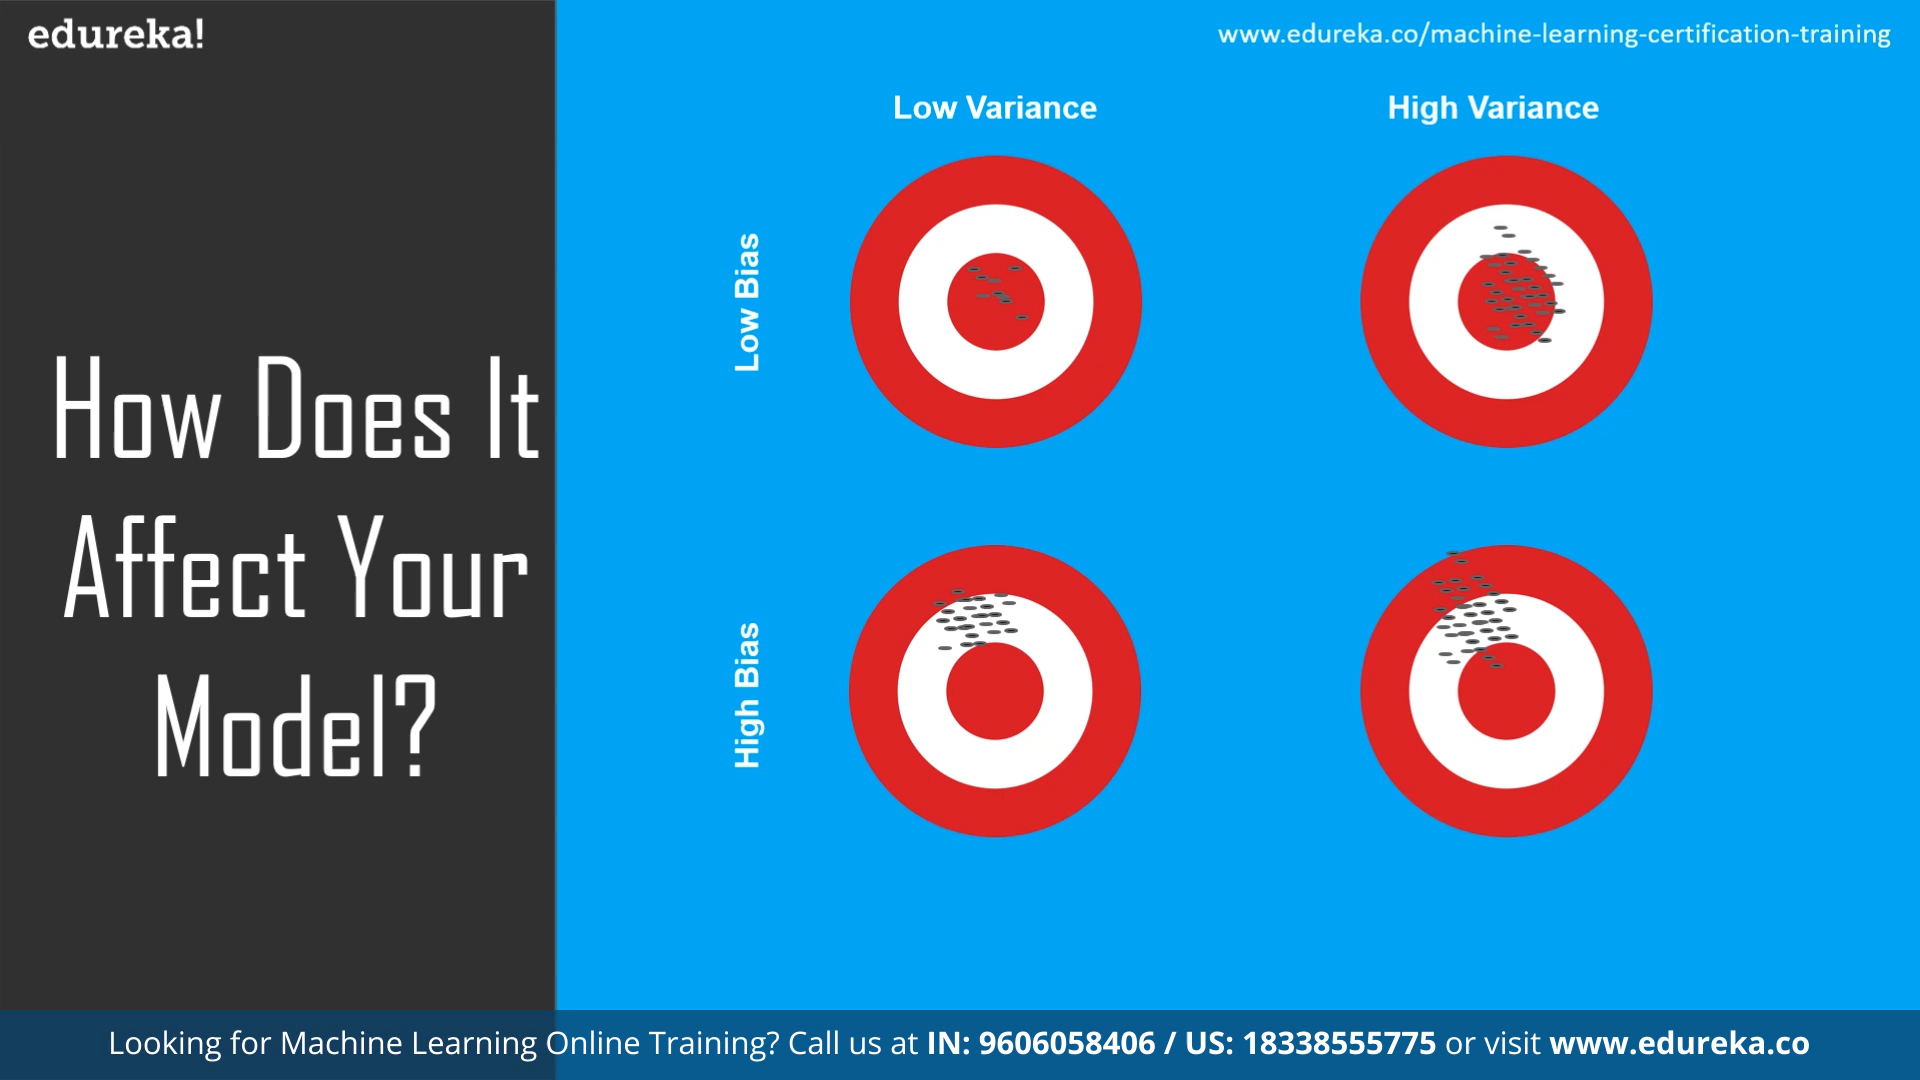 edureka!
www.edureka.co/machine-learning-certification-training
How Does It
Affect Your
Model?
Low Variance
High Variance
Low Bias
High Bias
Looking for Machine Learning Online Training? Call us at IN: 9606058406 / US: 18338555775 or visit www.edureka.co